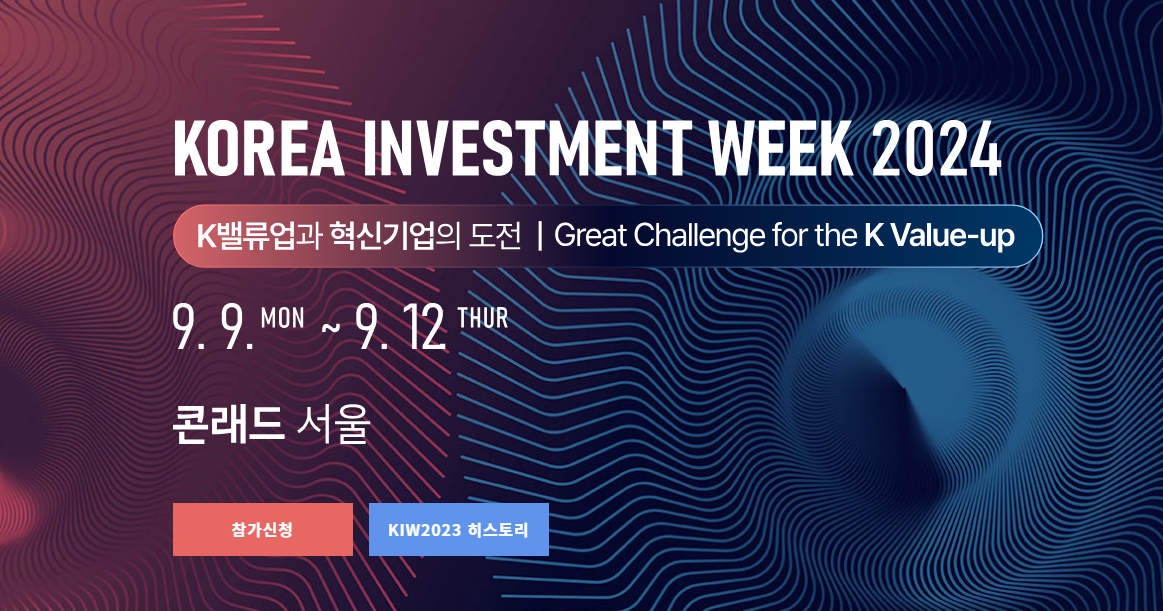 KOREA INVESTMENT WEEK 2024
K밸류업과 혁신기업의 도전 | Great Challenge for the K Value-up
9. 9. MON ~ 9. 12 THUR
콘래드 서울
참가신청 KIW2023 히스토리